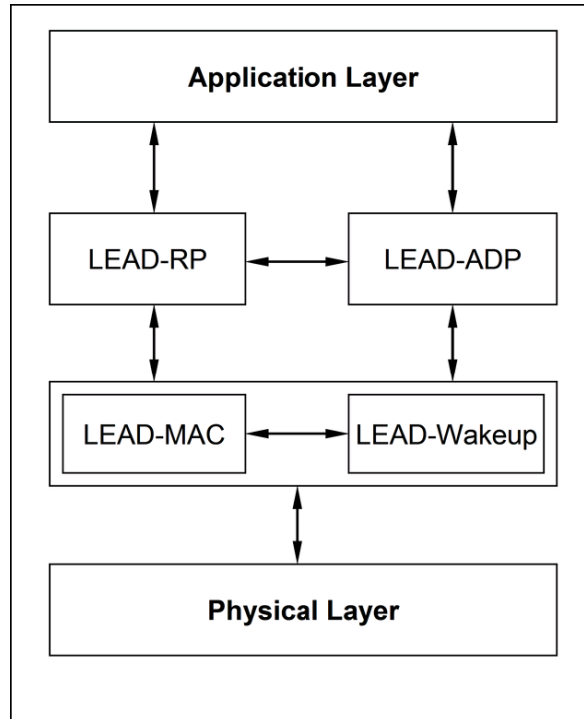 Application Layer
LEAD-RP
LEAD-ADP
LEAD-MAC
LEAD-Wakeup
Physical Layer